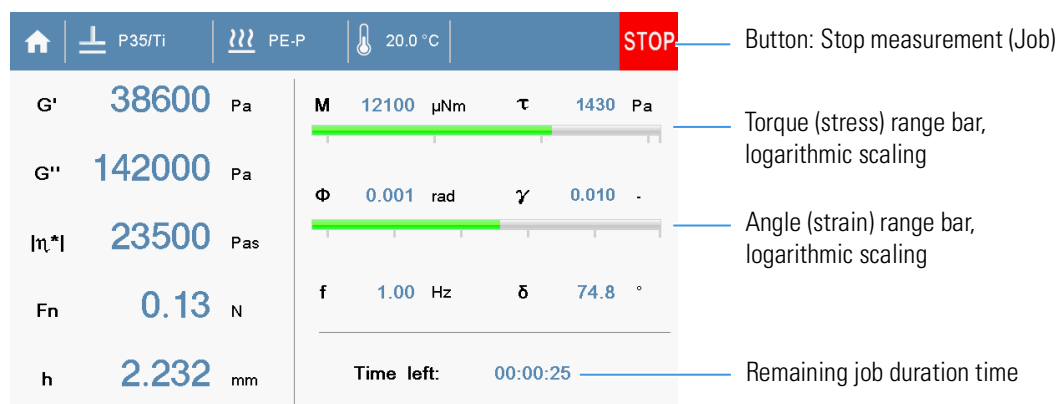 P35/Ti PE-P 20.0 °C STOP
Button: Stop measurement (Job)
G' 38600 Pa
M 12100 µNm τ 1430 Pa
Torque (stress) range bar,
logarithmic scaling
G'' 142000 Pa
Φ 0.001 rad γ 0.010 -
Angle (strain) range bar,
logarithmic scaling
|η*| 23500 Pas
f 1.00 Hz δ 74.8 °
Fn 0.13 N
h 2.232 mm
Time left: 00:00:25
Remaining job duration time